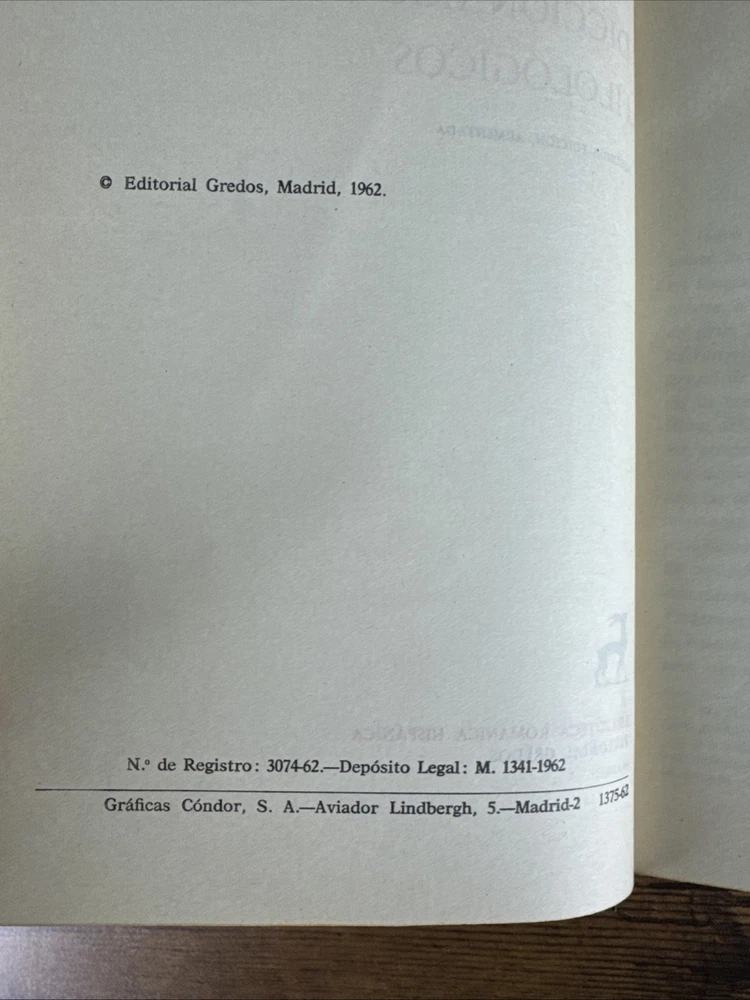 © Editorial Gredos, Madrid, 1962.
N.º de Registro: 3074-62.—Depósito Legal: M. 1341-1962
Gráficas Cóndor, S. A.—Aviador Lindbergh, 5.—Madrid-2 1375-62